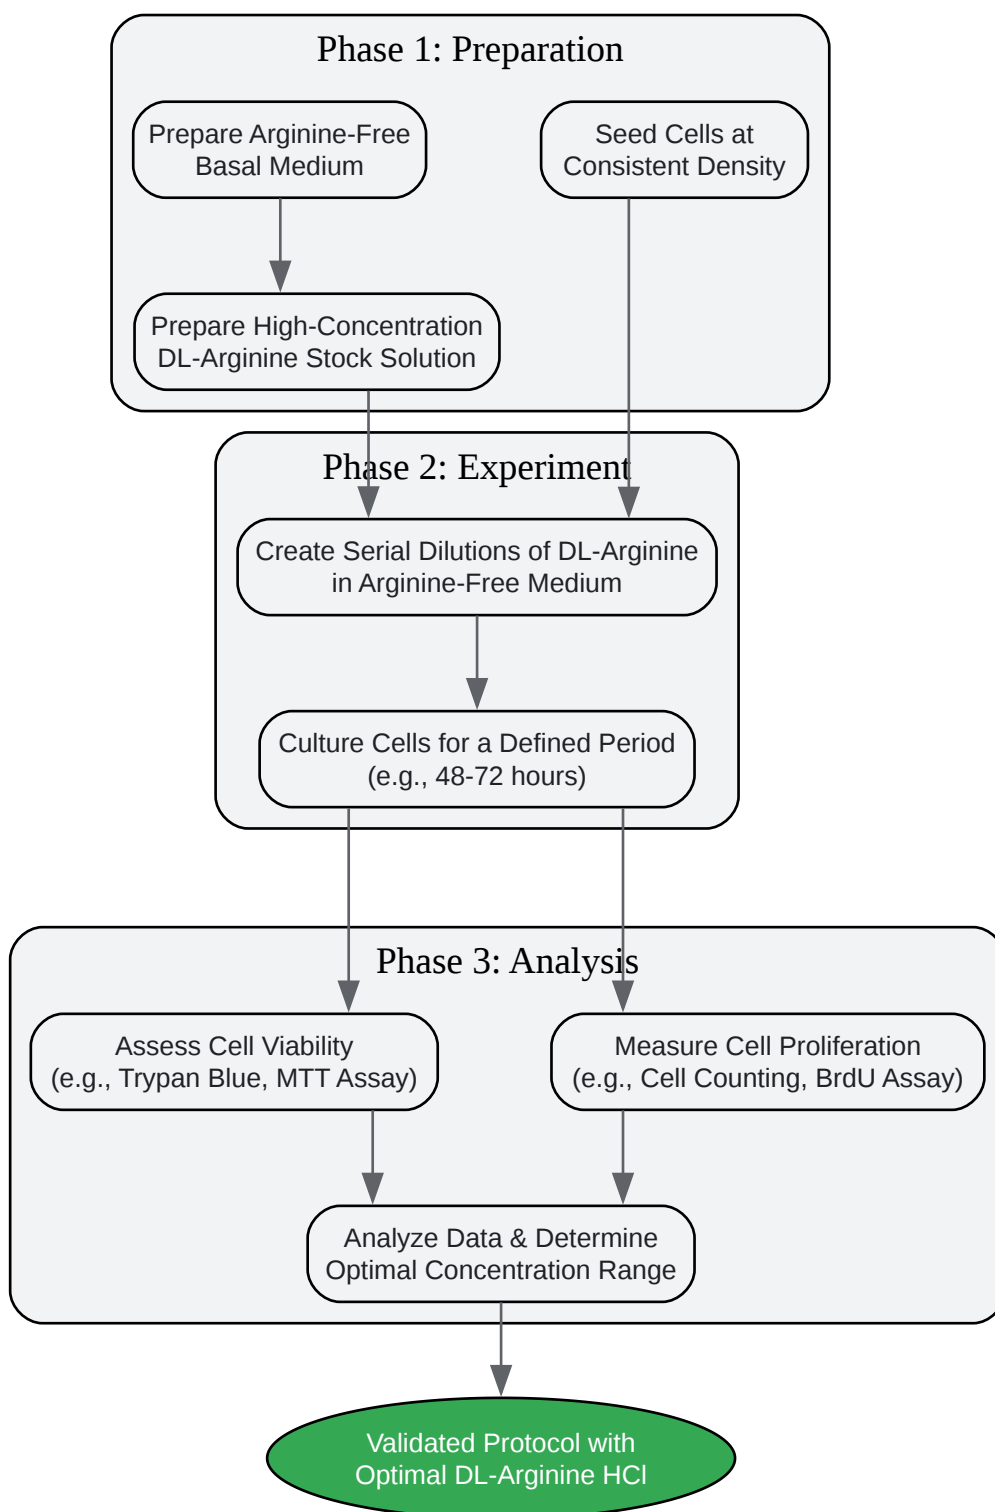 Phase 1: Preparation
Prepare Arginine-Free
Basal Medium
Seed Cells at
Consistent Density
Prepare High-Concentration
DL-Arginine Stock Solution
Phase 2: Experiment
Create Serial Dilutions of DL-Arginine
in Arginine-Free Medium
Culture Cells for a Defined Period
(e.g., 48-72 hours)
Phase 3: Analysis
Assess Cell Viability
(e.g., Trypan Blue, MTT Assay)
Measure Cell Proliferation
(e.g., Cell Counting, BrdU Assay)
Analyze Data & Determine
Optimal Concentration Range
Validated Protocol with
Optimal DL-Arginine HCl